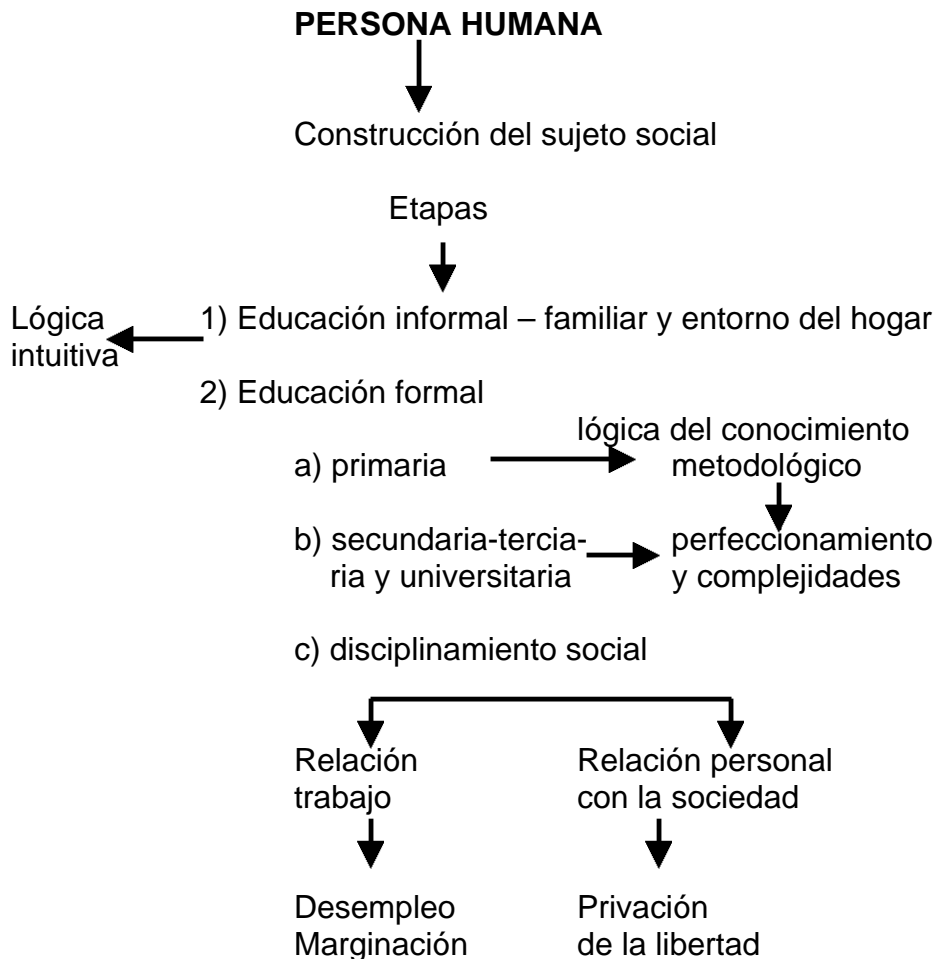 PERSONA HUMANA
Construcción del sujeto social
Etapas
Lógica
intuitiva
1) Educación informal – familiar y entorno del hogar
2) Educación formal
a) primaria
lógica del conocimiento
metodológico
b) secundaria-tercia-
ria y universitaria
perfeccionamiento
y complejidades
c) disciplinamiento social
Relación
trabajo
Relación personal
con la sociedad
Desempleo
Marginación
Privación
de la libertad